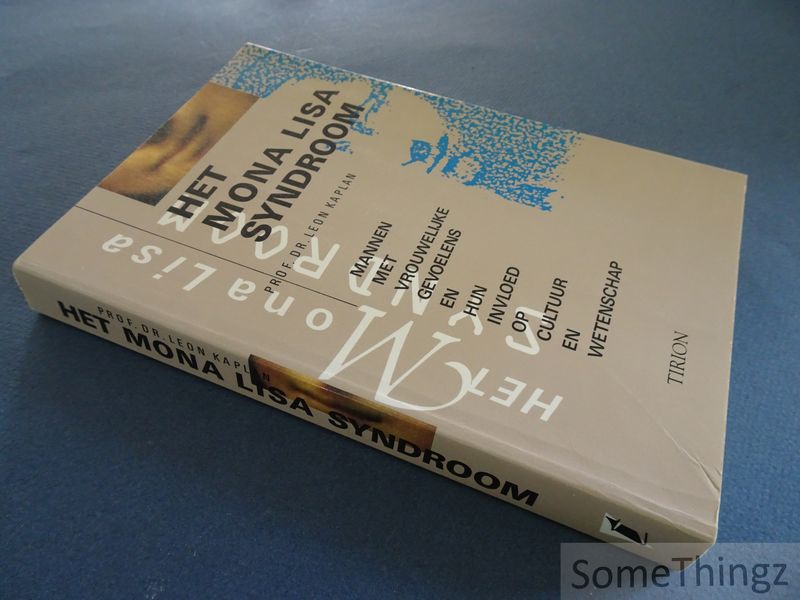 HET
MONA LISA
SYNDROOM
PROF. DR. LEON KAPLAN
MANNEN
MET
VROUWELIJKE
GEVOELENS
EN
HUN
INVLOED
OP
CULTUUR
EN
WETENSCHAP
HET
Mona Lisa
SYNDROOM
TIRION
PROF. DR. LEON KAPLAN
HET MONA LISA SYNDROOM
SomeThingz